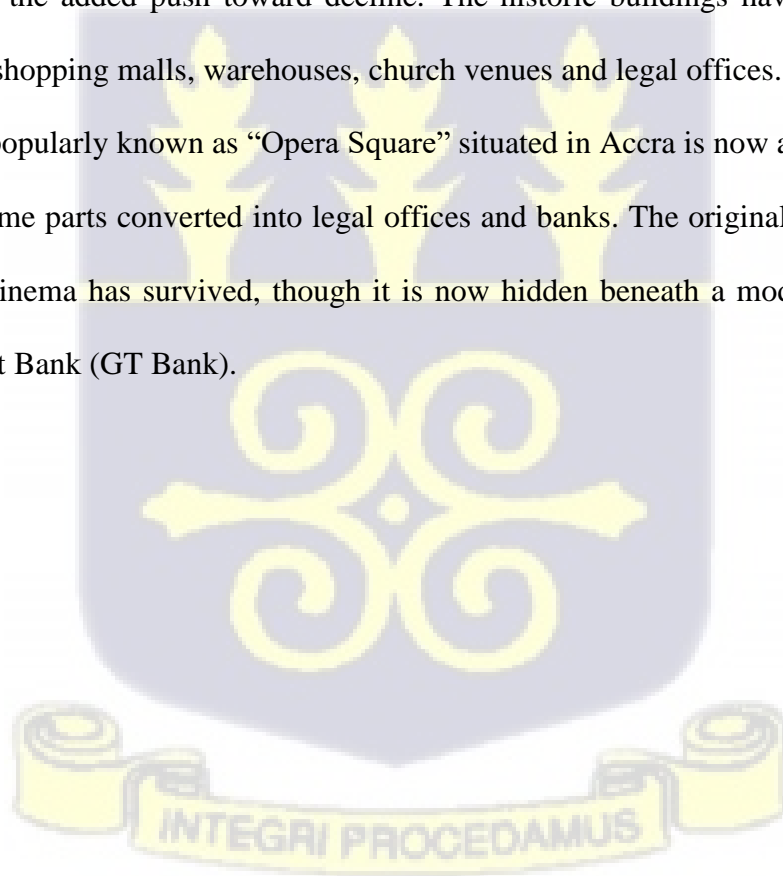 the added push toward decline. The historic buildings hav
shopping malls, warehouses, church venues and legal offices.
popularly known as “Opera Square” situated in Accra is now a
me parts converted into legal offices and banks. The original
inema has survived, though it is now hidden beneath a mod
t Bank (GT Bank).
INTEGRI PROCEDAMUS